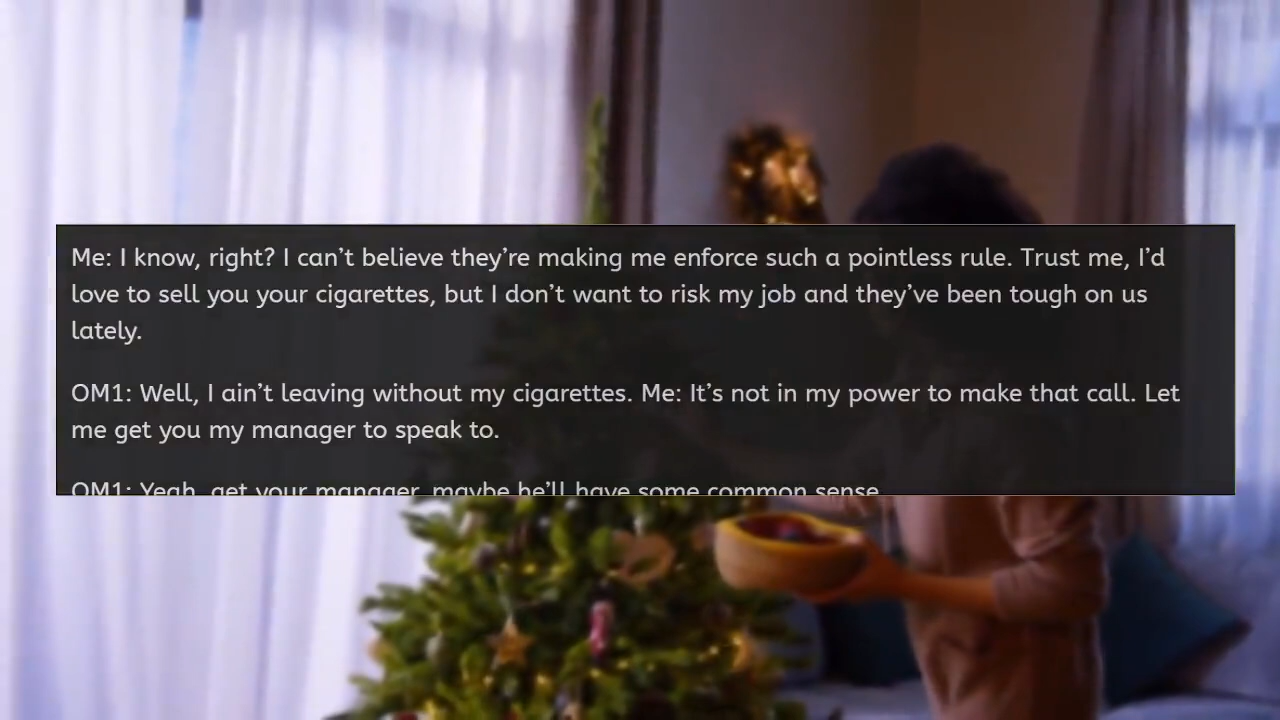 Me: I know, right? I can’t believe they’re making me enforce such a pointless rule. Trust me, I’d
love to sell you your cigarettes, but I don’t want to risk my job and they’ve been tough on us
lately.
OM1: Well, I ain’t leaving without my cigarettes. Me: It’s not in my power to make that call. Let
me get you my manager to speak to.
OM1: Yeah, get your manager, maybe he’ll have some common sense